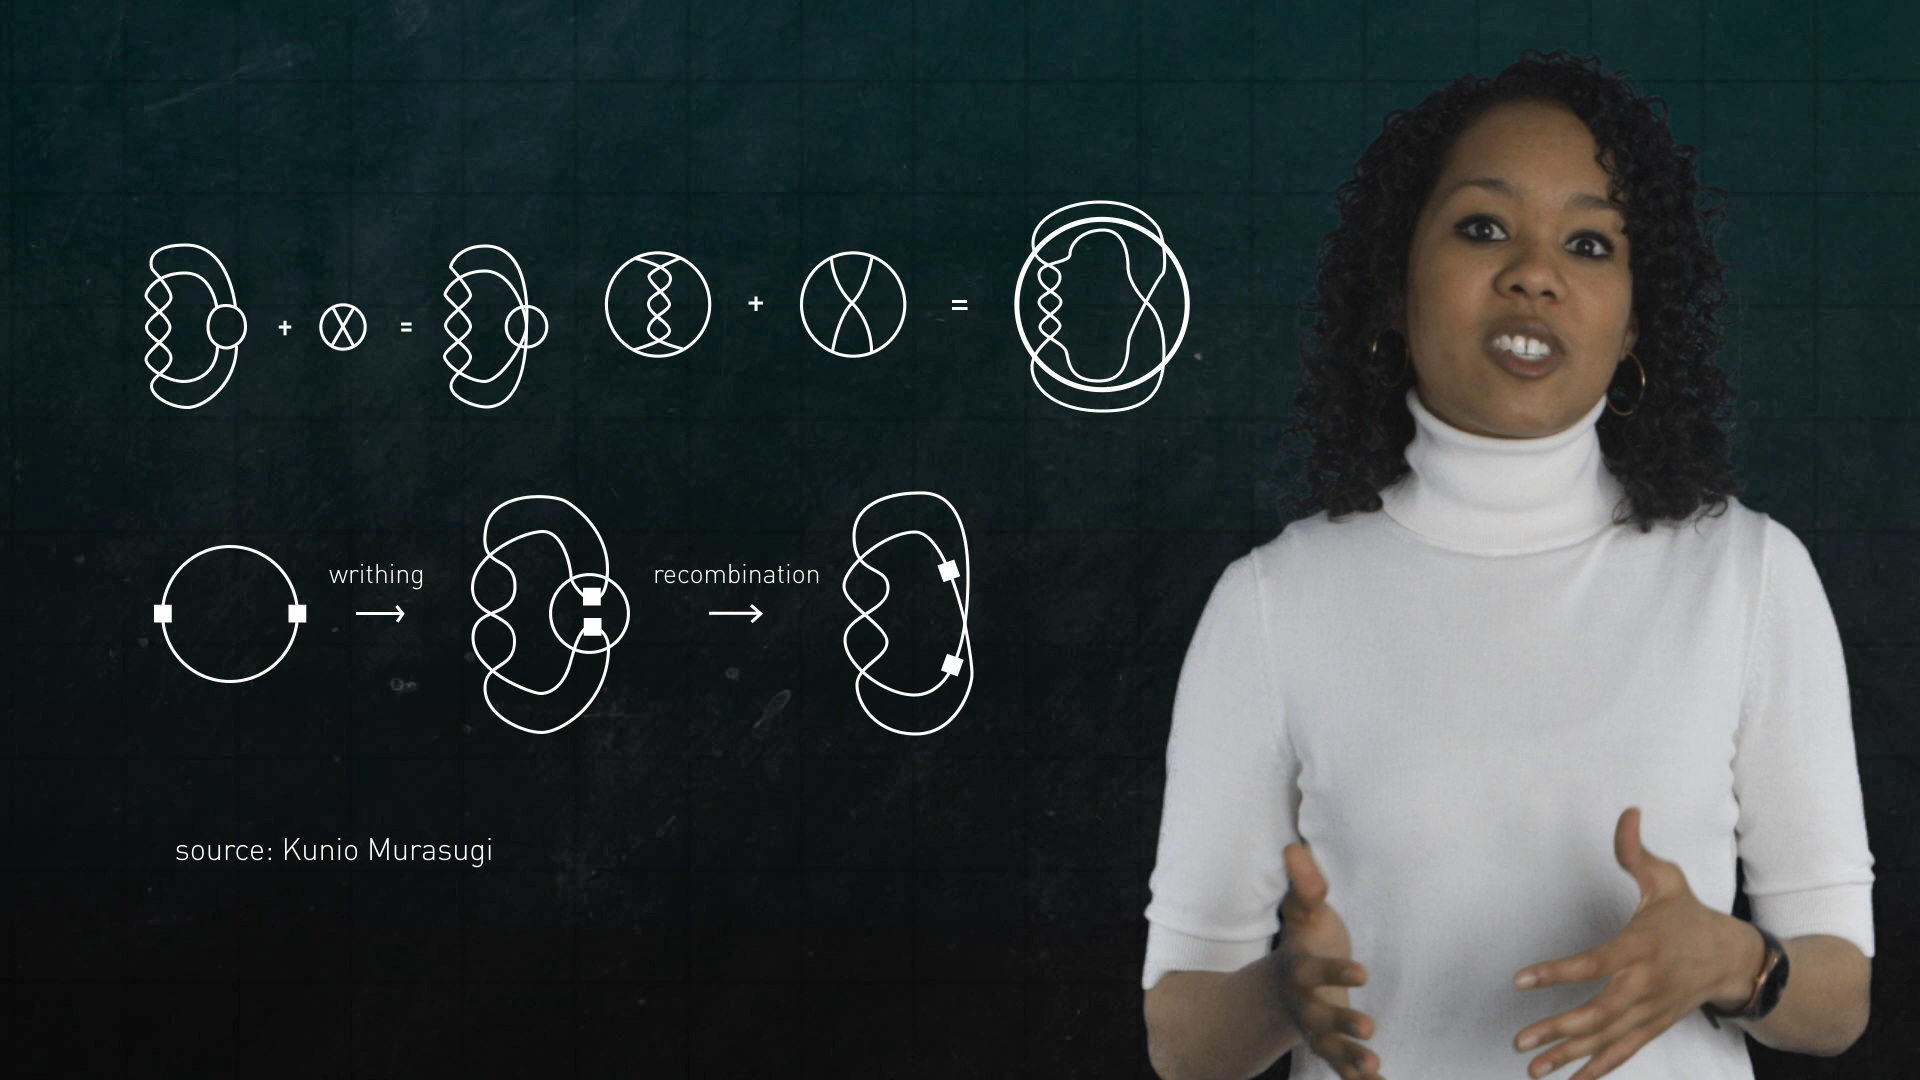 + = + =
writhing → recombination →
source: Kunio Murasugi